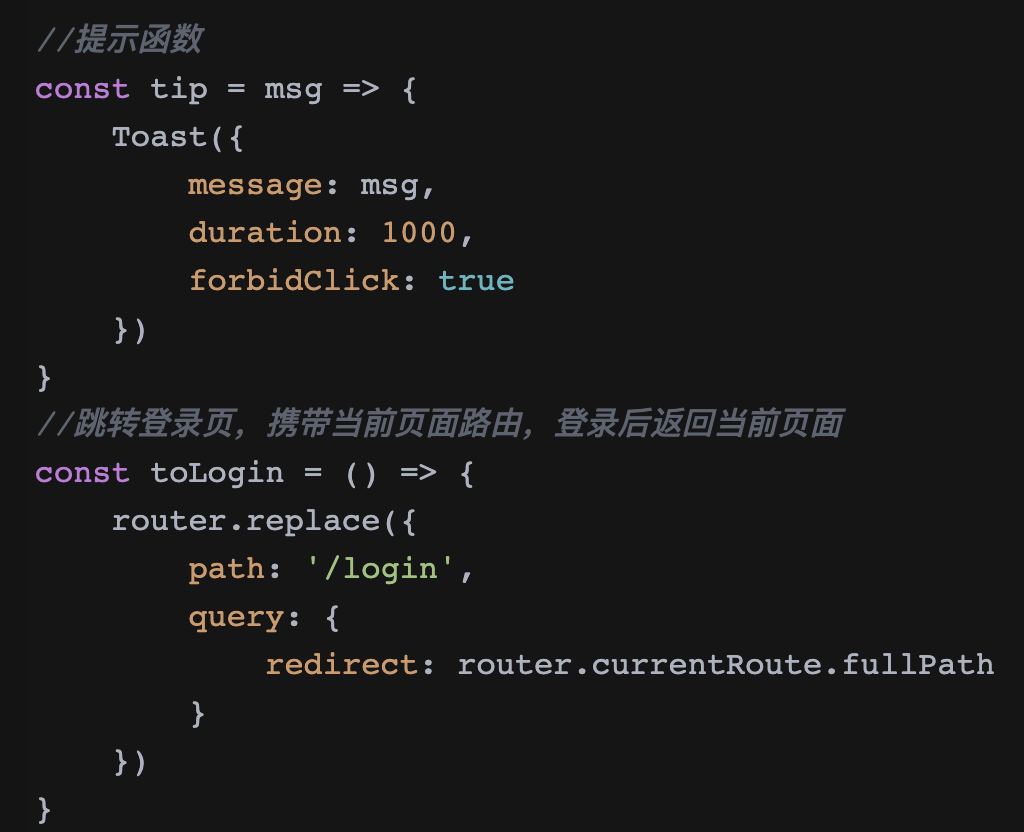 //提示函数
const tip = msg => {
    Toast({
        message: msg,
        duration: 1000,
        forbidClick: true
    })
}
//跳转登录页，携带当前页面路由，登录后返回当前页面
const toLogin = () => {
    router.replace({
        path: '/login',
        query: {
            redirect: router.currentRoute.fullPath
        }
    })
}